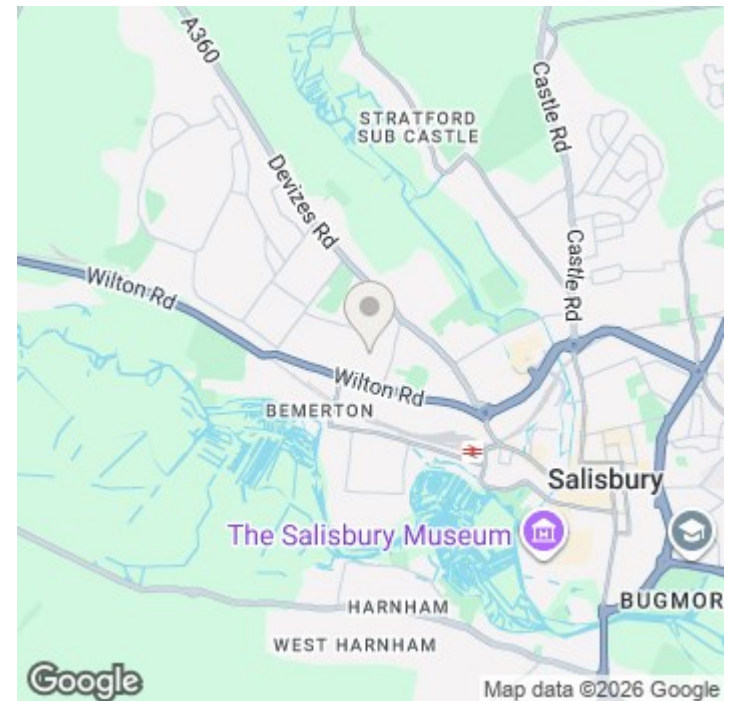 A360
STRATFORD
SUB CASTLE
Castle Rd
Devizes Rd
Castle Rd
Wilton Rd
Wilton Rd
BEMERTON
Salisbury
The Salisbury Museum
HARNHAM
BUGMOR
WEST HARNHAM
Google
Map data ©2026 Google